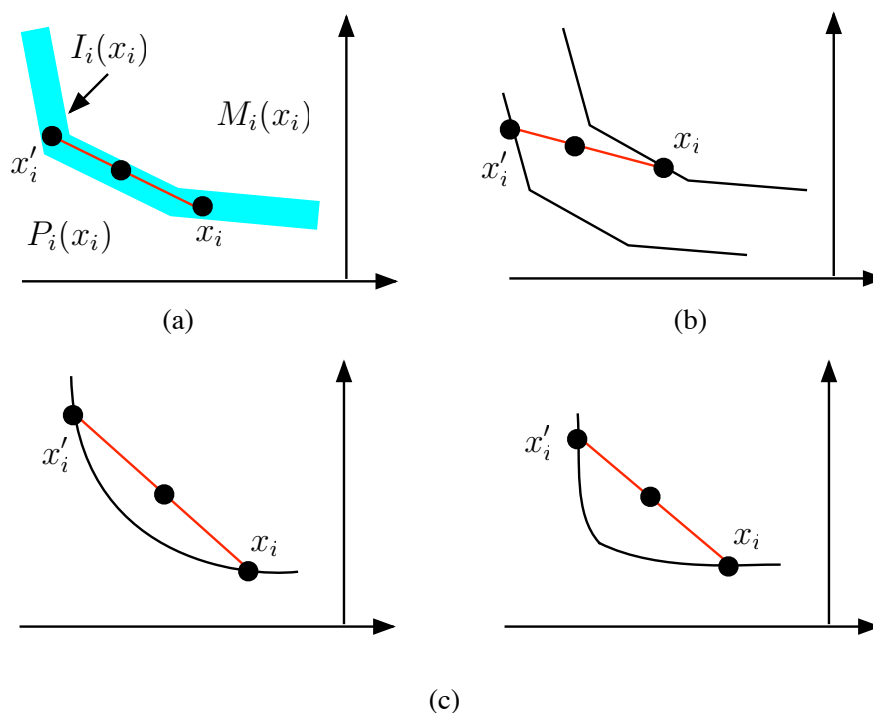 I_i(x_i)
M_i(x_i)
x'_i
P_i(x_i)
x_i
(a)
x_i
x'_i
(b)
x'_i
x_i
x'_i
x_i
(c)